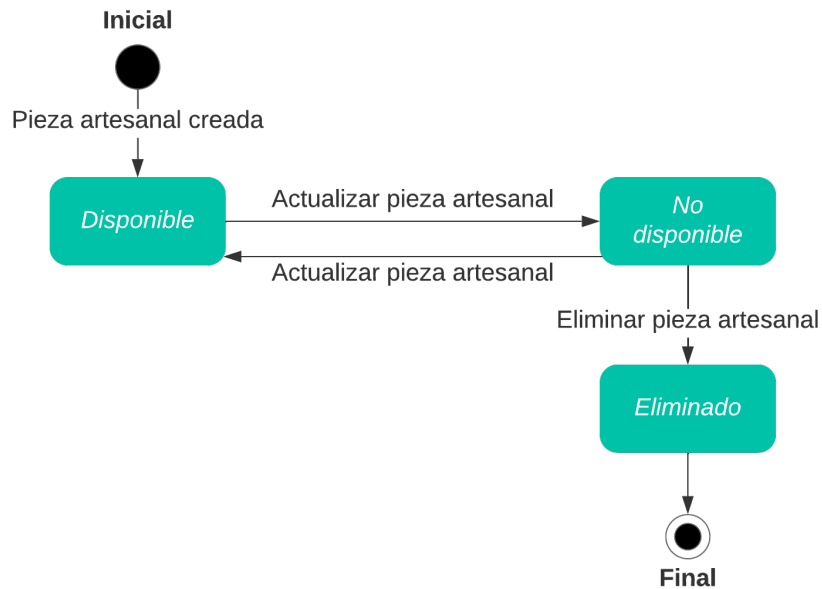 Inicial
Pieza artesanal creada
Disponible
Actualizar pieza artesanal
No
disponible
Actualizar pieza artesanal
Eliminar pieza artesanal
Eliminado
Final